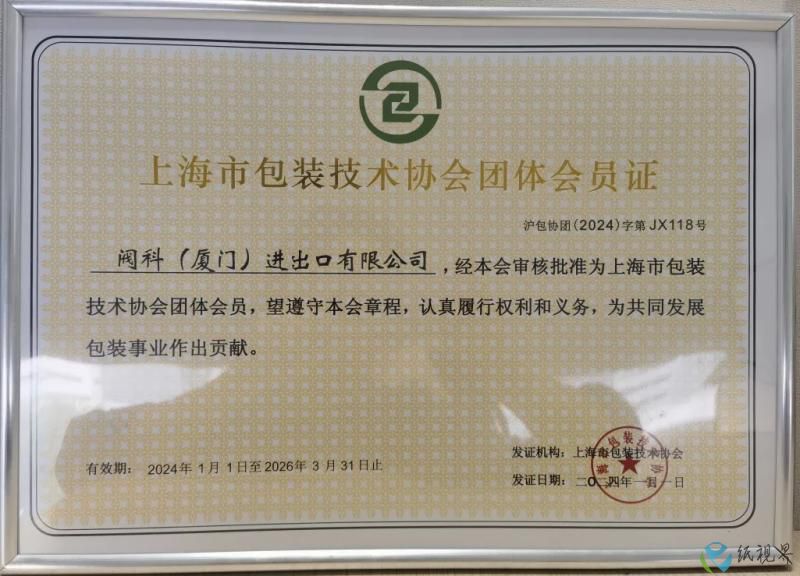 上海市包装技术协会团体会员证
沪包协团(2024)字第 JX118号
阀科（厦门）进出口有限公司，经本会审核批准为上海市包装
技术协会团体会员，望遵守本会章程，认真履行权利和义务，为共同发展
包装事业作出贡献。
发证机构：上海市包装技术协会
有效期： 2024年1月1日至2026年3月31日止
发证日期：二〇二四年一月一日
纸视界